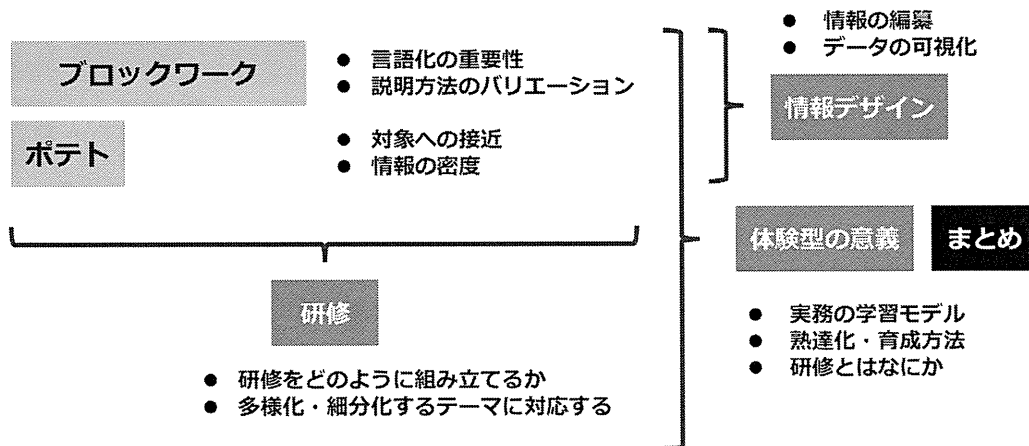 ブロックワーク
● 言語化の重要性
● 説明方法のバリエーション
ポテト
● 対象への接近
● 情報の密度
研修
● 研修をどのように組み立てるか
● 多様化・細分化するテーマに対応する
● 情報の編纂
● データの可視化
情報デザイン
体験型の意義
まとめ
● 実務の学習モデル
● 熟達化・育成方法
● 研修とはなにか